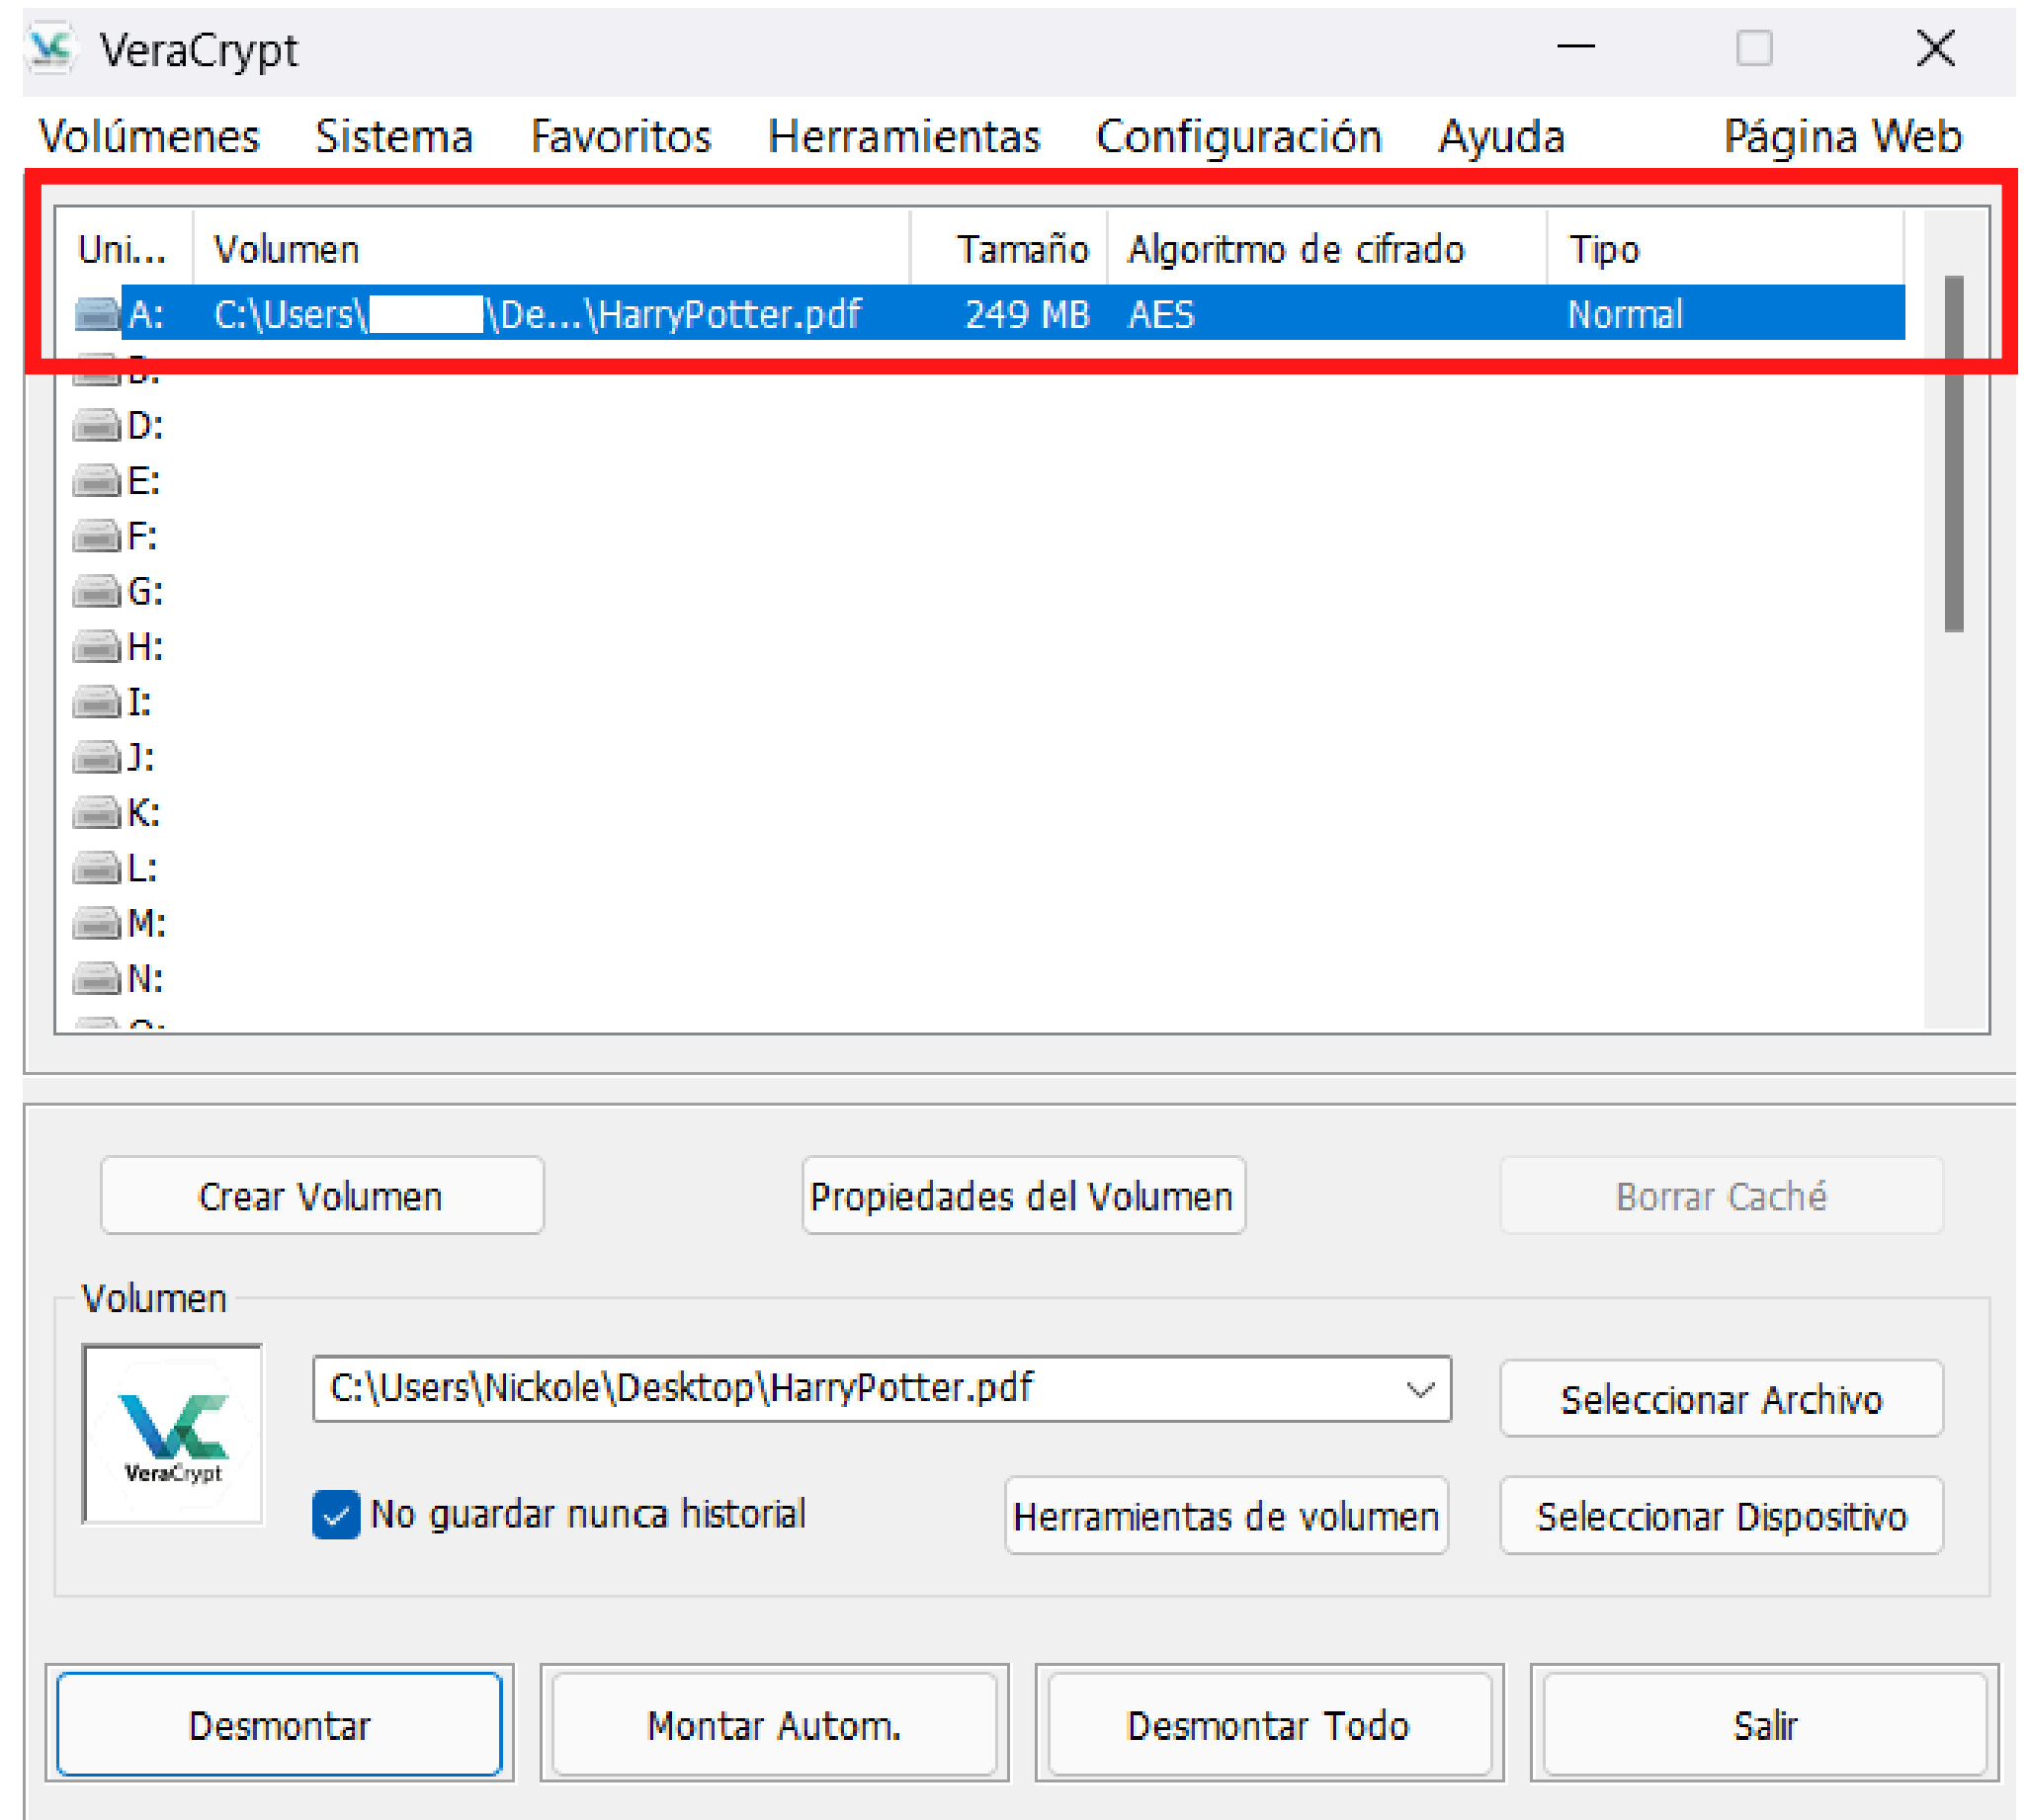 VeraCrypt
Volúmenes Sistema Favoritos Herramientas Configuración Ayuda Página Web
Uni... Volumen Tamaño Algoritmo de cifrado Tipo
A: C:\Users\ \De...\HarryPotter.pdf 249 MB AES Normal
B:
D:
E:
F:
G:
H:
I:
J:
K:
L:
M:
N:
Crear Volumen Propiedades del Volumen Borrar Caché
Volumen
C:\Users\Nickole\Desktop\HarryPotter.pdf Seleccionar Archivo
VeraCrypt
No guardar nunca historial Herramientas de volumen Seleccionar Dispositivo
Desmontar Montar Autom. Desmontar Todo Salir